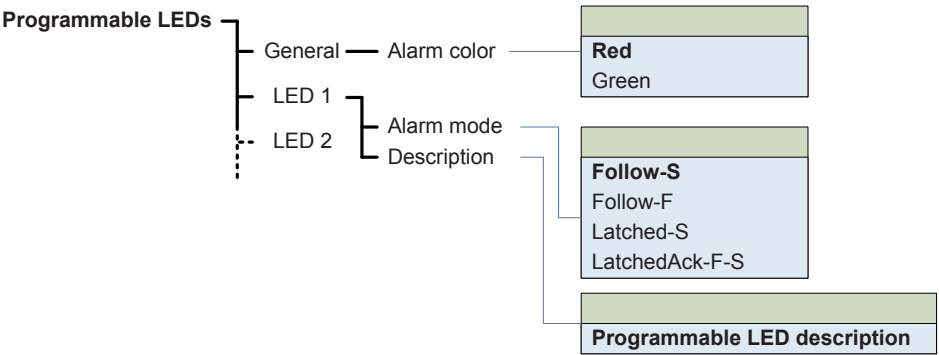 Programmable LEDs
General
Alarm color
Red
Green
LED 1
LED 2
Alarm mode
Description
Follow-S
Follow-F
Latched-S
LatchedAck-F-S
Programmable LED description